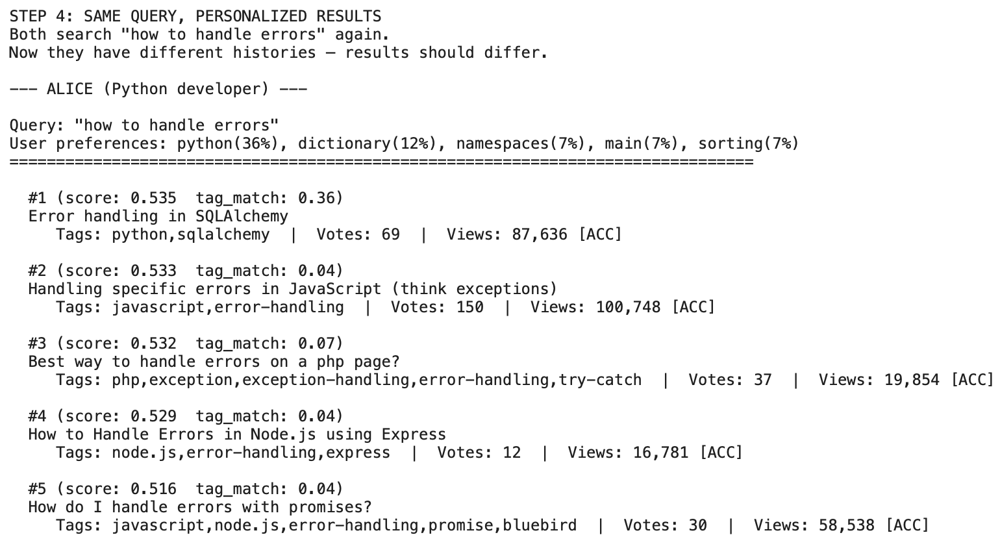 STEP 4: SAME QUERY, PERSONALIZED RESULTS
Both search "how to handle errors" again.
Now they have different histories — results should differ.
--- ALICE (Python developer) ---
Query: "how to handle errors"
User preferences: python(36%), dictionary(12%), namespaces(7%), main(7%), sorting(7%)
================================================================================
#1 (score: 0.535  tag_match: 0.36)
Error handling in SQLAlchemy
Tags: python,sqlalchemy  |  Votes: 69  |  Views: 87,636 [ACC]
#2 (score: 0.533  tag_match: 0.04)
Handling specific errors in JavaScript (think exceptions)
Tags: javascript,error-handling  |  Votes: 150  |  Views: 100,748 [ACC]
#3 (score: 0.532  tag_match: 0.07)
Best way to handle errors on a php page?
Tags: php,exception,exception-handling,error-handling,try-catch  |  Votes: 37  |  Views: 19,854 [ACC]
#4 (score: 0.529  tag_match: 0.04)
How to Handle Errors in Node.js using Express
Tags: node.js,error-handling,express  |  Votes: 12  |  Views: 16,781 [ACC]
#5 (score: 0.516  tag_match: 0.04)
How do I handle errors with promises?
Tags: javascript,node.js,error-handling,promise,bluebird  |  Votes: 30  |  Views: 58,538 [ACC]